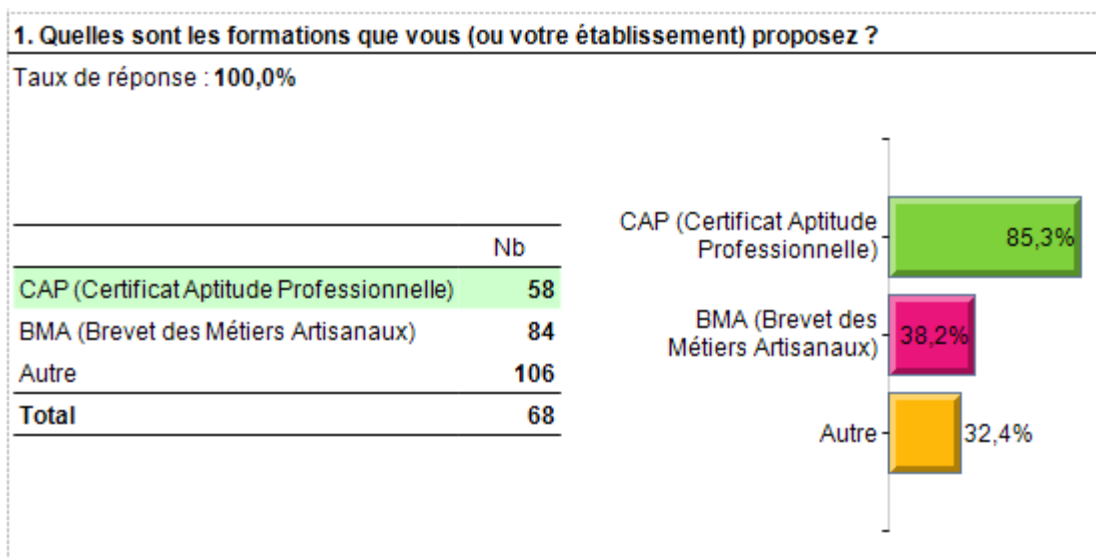 1. Quelles sont les formations que vous (ou votre établissement) proposez ?
Taux de réponse : 100,0%
Nb
CAP (Certificat Aptitude Professionnelle) 58
BMA (Brevet des Métiers Artisanaux) 84
Autre 106
Total 68
CAP (Certificat Aptitude
Professionnelle)
85,3%
BMA (Brevet des
Métiers Artisanaux)
38,2%
Autre
32,4%